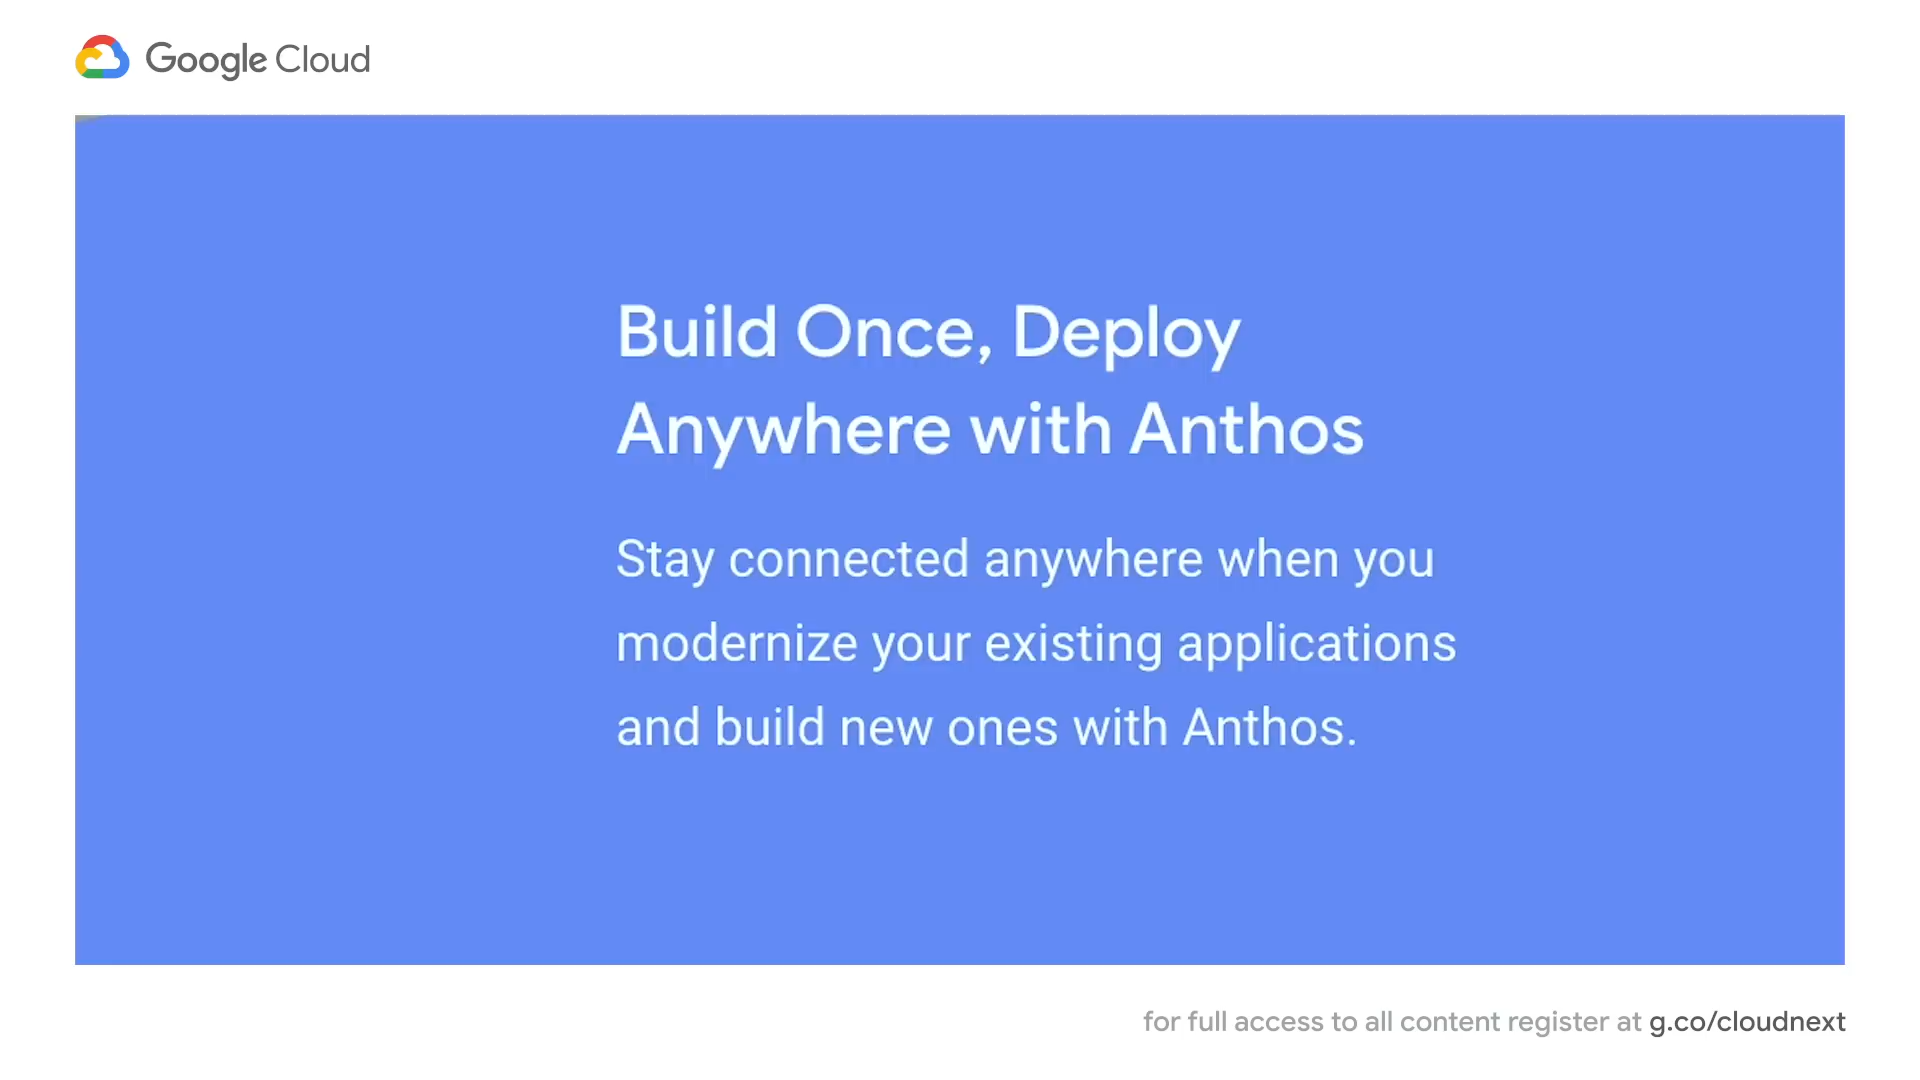 Google Cloud
Build Once, Deploy
Anywhere with Anthos
Stay connected anywhere when you
modernize your existing applications
and build new ones with Anthos.
for full access to all content register at g.co/cloudnext